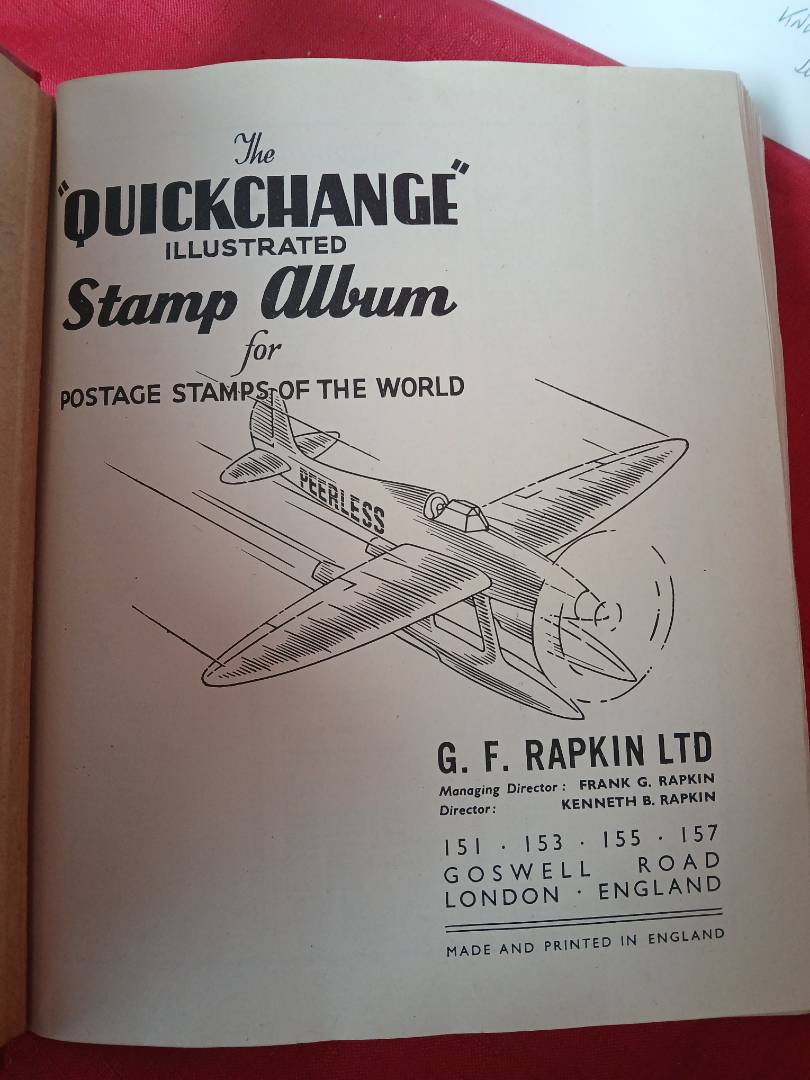 The
"QUICKCHANGE"
ILLUSTRATED
Stamp Album
for
POSTAGE STAMPS OF THE WORLD
PEERLESS
G. F. RAPKIN LTD
Managing Director: FRANK G. RAPKIN
Director: KENNETH B. RAPKIN
151 · 153 · 155 · 157
GOSWELL ROAD
LONDON · ENGLAND
MADE AND PRINTED IN ENGLAND